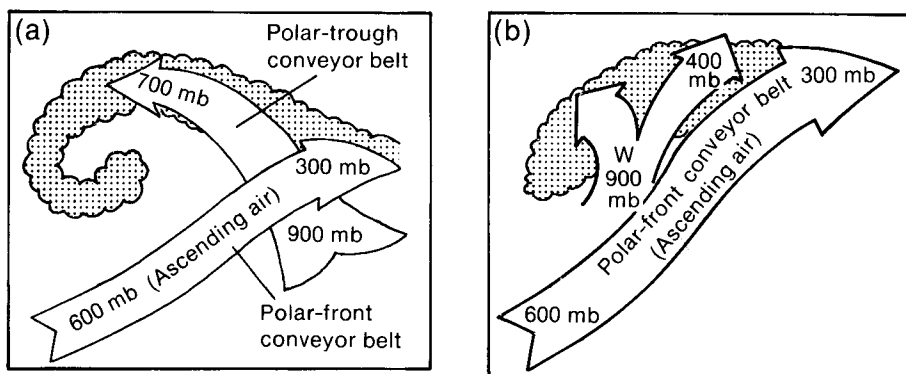 (a)
Polar-trough
conveyor belt
700 mb
300 mb
900 mb
600 mb (Ascending air)
Polar-front
conveyor belt
(b)
400
mb
300 mb
W
900
mb
Polar-front conveyor belt
(Ascending air)
600 mb